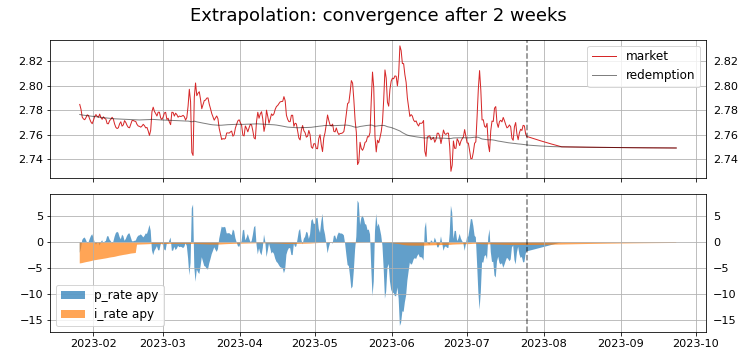 Extrapolation: convergence after 2 weeks
2.82 2.82
2.80 2.80
2.78 2.78
2.76 2.76
2.74 2.74
market
redemption
5 5
0 0
−5 −5
−10 −10
−15 −15
p_rate apy
i_rate apy
2023-02 2023-03 2023-04 2023-05 2023-06 2023-07 2023-08 2023-09 2023-10